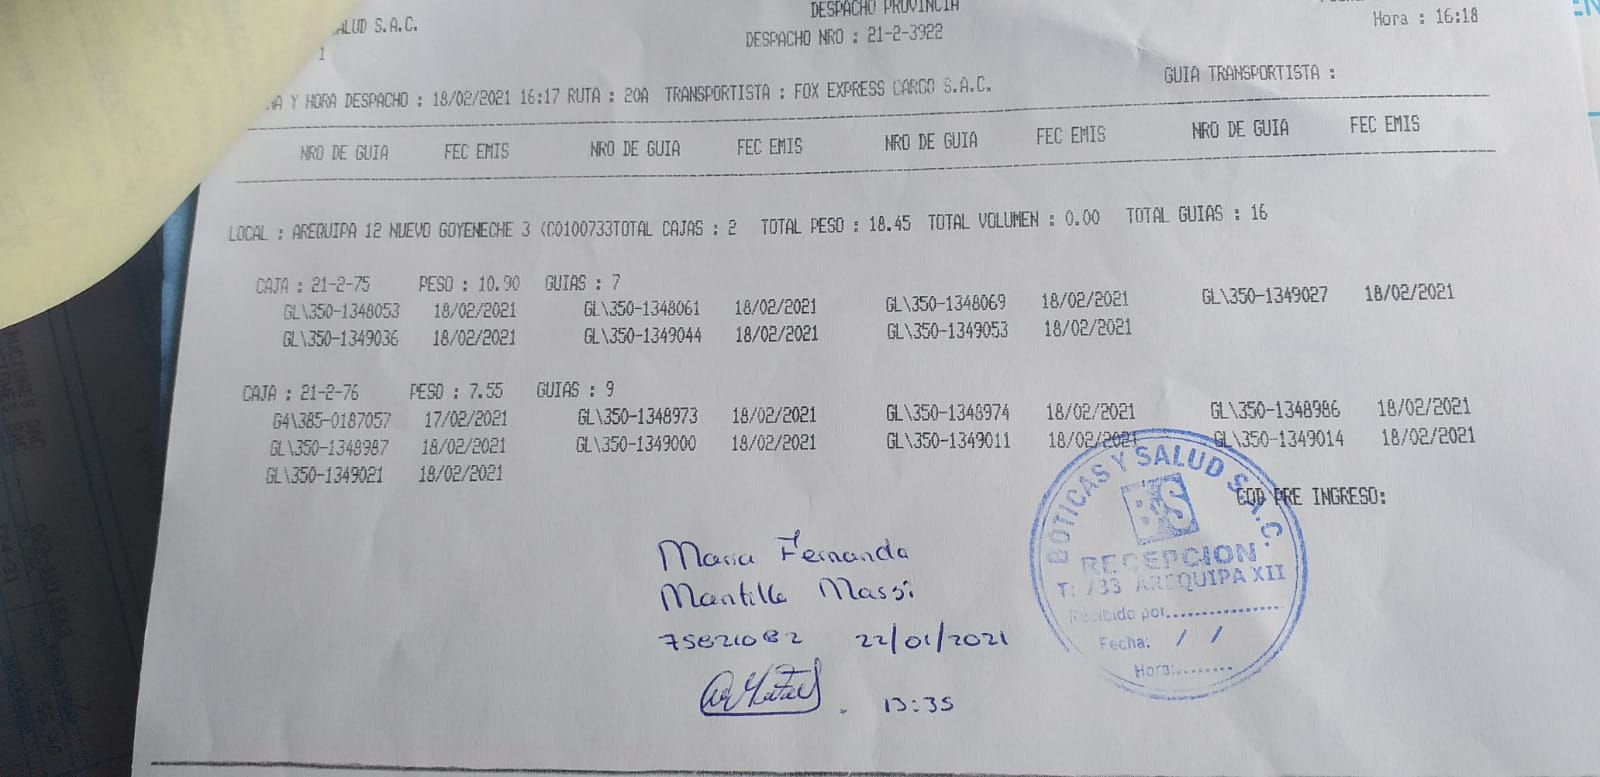 SALUD S.A.C.
1
DESPACHO PROVINCIA
DESPACHO NRO : 21-2-3922
Hora : 16:18
Y HORA DESPACHO : 18/02/2021 16:17 RUTA : 20A TRANSPORTISTA : FOX EXPRESS CARGO S.A.C.
GUIA TRANSPORTISTA :
NRO DE GUIA FEC EMIS NRO DE GUIA FEC EMIS NRO DE GUIA FEC EMIS NRO DE GUIA FEC EMIS
LOCAL : AREQUIPA 12 NUEVO GOYENECHE 3 (C0100733TOTAL CAJAS : 2 TOTAL PESO : 18.45 TOTAL VOLUMEN : 0.00 TOTAL GUIAS : 16
CAJA : 21-2-75 PESO : 10.90 GUIAS : 7
GL\350-1348053 18/02/2021 GL\350-1348061 18/02/2021 GL\350-1348069 18/02/2021 GL\350-1349027 18/02/2021
GL\350-1349036 18/02/2021 GL\350-1349044 18/02/2021 GL\350-1349053 18/02/2021
CAJA : 21-2-76 PESO : 7.55 GUIAS : 9
G4\385-0187057 17/02/2021 GL\350-1348973 18/02/2021 GL\350-1348974 18/02/2021 GL\350-1348986 18/02/2021
GL\350-1348987 18/02/2021 GL\350-1349000 18/02/2021 GL\350-1349011 18/02/2021 GL\350-1349014 18/02/2021
GL\350-1349021 18/02/2021
COD PRE INGRESO:
BOTICAS Y SALUD S.A.C.
BS
RECEPCION
T: 733 AREQUIPA XII
Recibido por
Fecha: / /
Hora:
Maria Fernanda
Mantilla Massi
22/01/2021
13:35